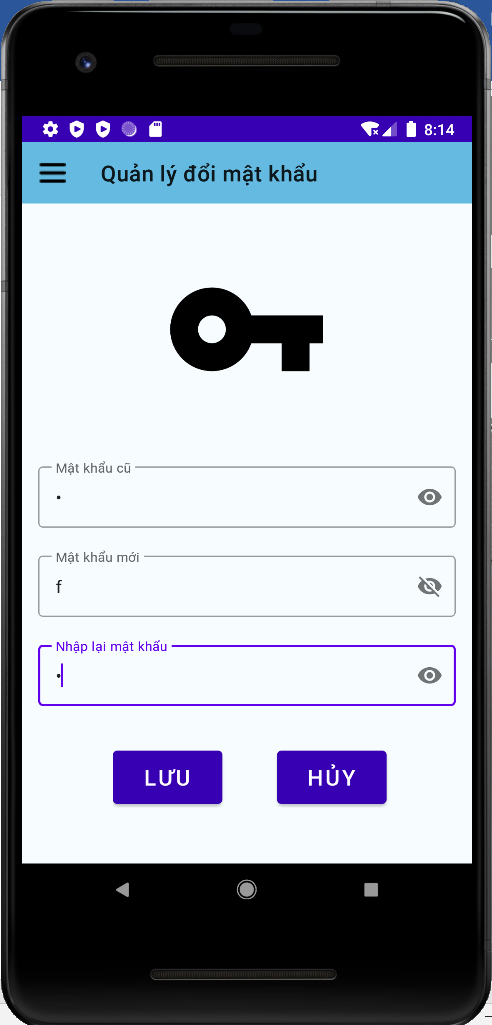 8:14
Quản lý đổi mật khẩu
Mật khẩu cũ
•
Mật khẩu mới
f
Nhập lại mật khẩu
•
LƯU
HỦY